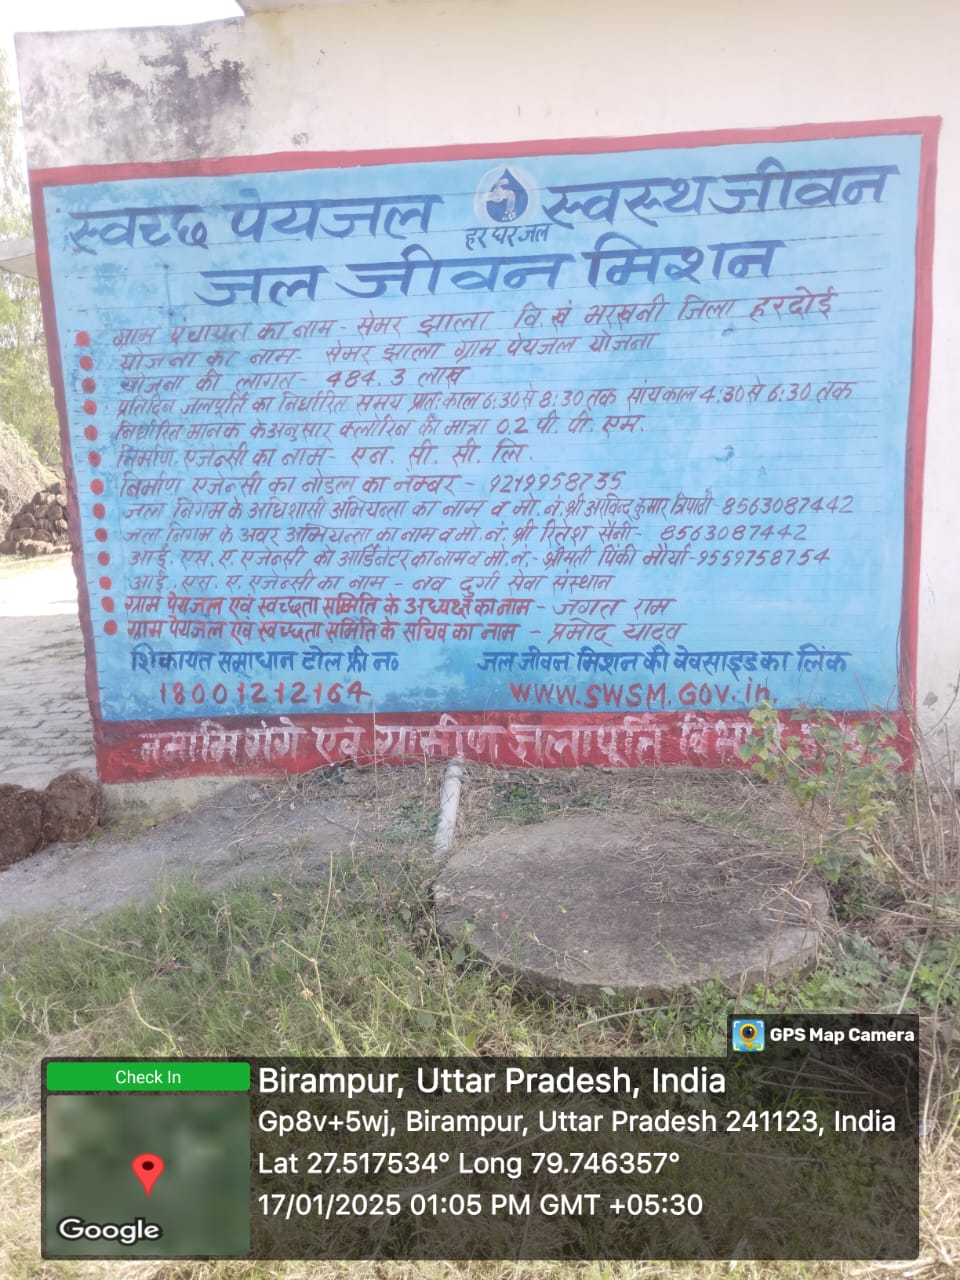 स्वच्छ पेयजल हर घर जल स्वस्थ जीवन
जल जीवन मिशन
ग्राम पंचायत का नाम - सेमर झाला वि.खं भरखनी जिला हरदोई
योजना का नाम - सेमर झाला ग्राम पेयजल योजना
योजना की लागत - 484.3 लाख
प्रतिदिन जलपूर्ति का निर्धारित समय प्रातः काल 6:30 से 8:30 तक सांयकाल 4:30 से 6:30 तक
निर्धारित मानक के अनुसार क्लोरिन की मात्रा 0.2 पी. पी. एम.
निर्माण एजेन्सी का नाम - एन. सी. सी. लि.
निर्माण एजेन्सी का नोडल का नम्बर - 9219958735
जल निगम के अधिशासी अभियन्ता का नाम व मो. नं. श्री अरविन्द कुमार त्रिपाठी - 8563087442
जल निगम के अवर अभियन्ता का नाम व मो. नं. श्री रितेश सैनी - 8563087442
आई. एस. ए. एजेन्सी को आर्डिनेटर का नाम व मो. नं. - श्रीमती पिंकी मौर्या - 9559758754
आई. एस. ए. एजेन्सी का नाम - नव दुर्गा सेवा संस्थान
ग्राम पेयजल एवं स्वच्छता समिति के अध्यक्ष का नाम - जगत राम
ग्राम पेयजल एवं स्वच्छता समिति के सचिव का नाम - प्रमोद यादव
शिकायत समाधान टोल फ्री न० जल जीवन मिशन की वेवसाइड का लिंक
18001212164 WWW.SWSM.GOV.in.
नमामि गंगे एवं ग्रामीण जलापूर्ति विभाग
GPS Map Camera
Check In
Birampur, Uttar Pradesh, India
Gp8v+5wj, Birampur, Uttar Pradesh 241123, India
Lat 27.517534° Long 79.746357°
17/01/2025 01:05 PM GMT +05:30
Google